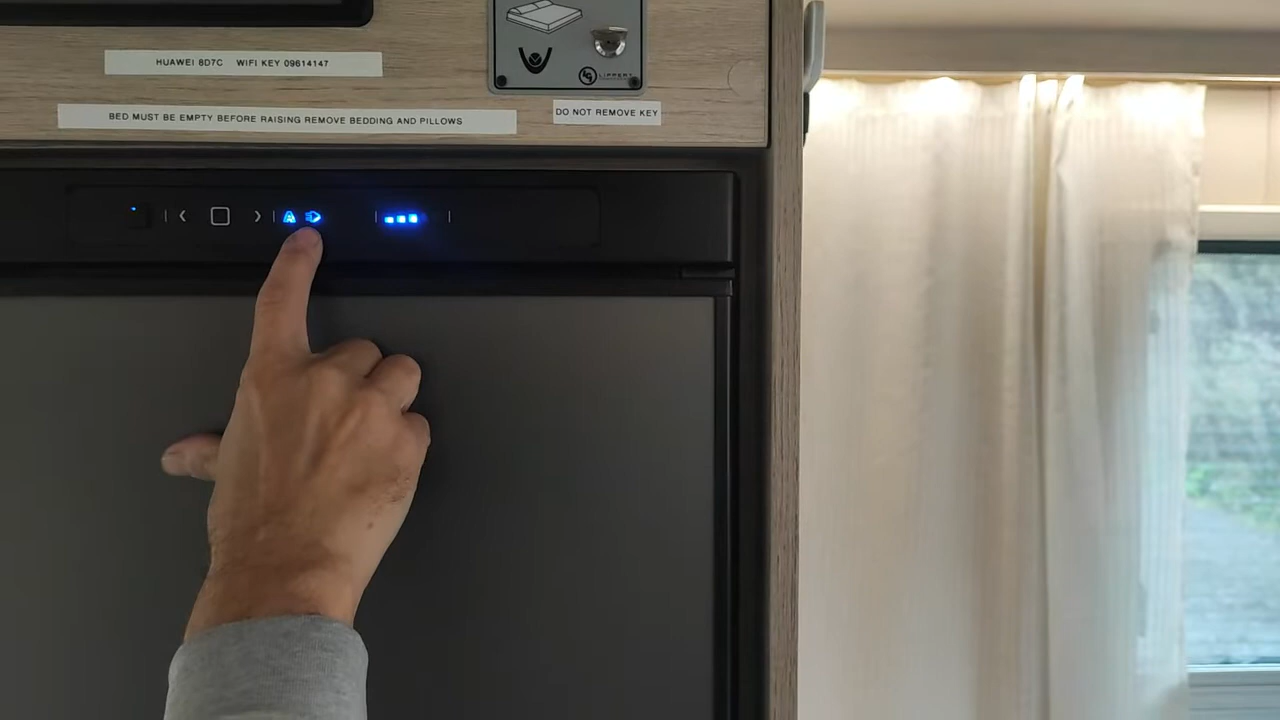 HUAWEI 8D7C WIFI KEY 09614147
LIPPERT
BED MUST BE EMPTY BEFORE RAISING REMOVE BEDDING AND PILLOWS
DO NOT REMOVE KEY
A